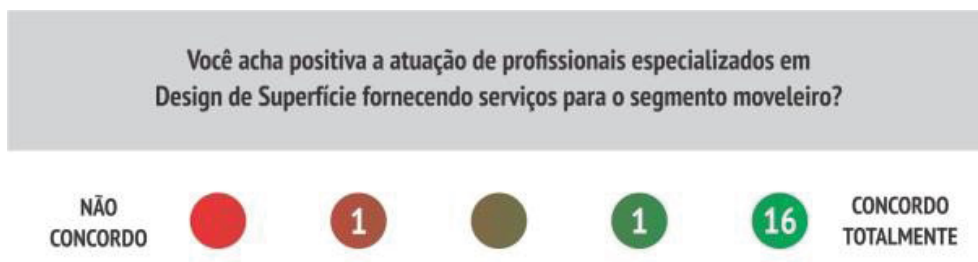 Você acha positiva a atuação de profissionais especializados em
Design de Superfície fornecendo serviços para o segmento moveleiro?
NÃO
CONCORDO
1
1
16
CONCORDO
TOTALMENTE